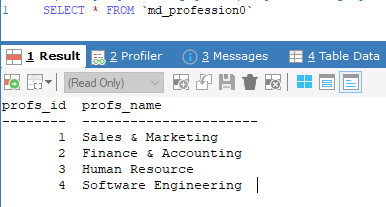 1 SELECT * FROM `md_profession0`
1 Result 2 Profiler 3 Messages 4 Table Data
(Read Only)
profs_id profs_name
-------- ----------------------
1 Sales & Marketing
2 Finance & Accounting
3 Human Resource
4 Software Engineering